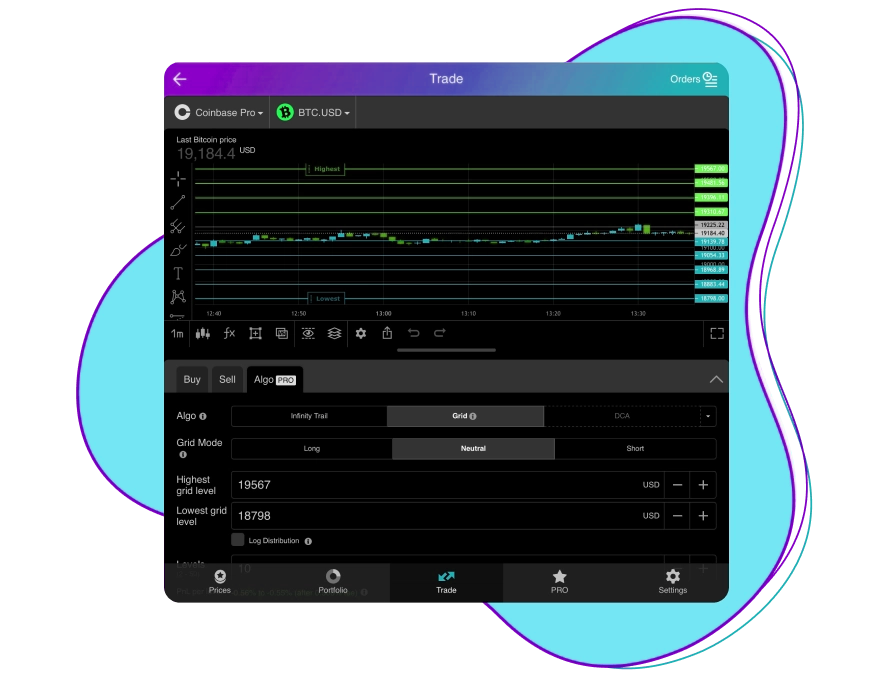 Trade
Orders
Coinbase Pro
BTC.USD
Last Bitcoin price
19,184.4 USD
Highest
19567.00
19481.56
19396.11
19310.67
19225.22
19184.40
19139.78
19100.00
19054.33
19000.00
18968.89
18883.44
Lowest
18798.00
12:40 12:50 13:00 13:10 13:20 13:30
1m
Buy Sell Algo PRO
Algo Infinity Trail Grid DCA
Grid Mode Long Neutral Short
Highest grid level 19567 USD
Lowest grid level 18798 USD
Log Distribution
Levels 10
Prices Portfolio Trade PRO Settings